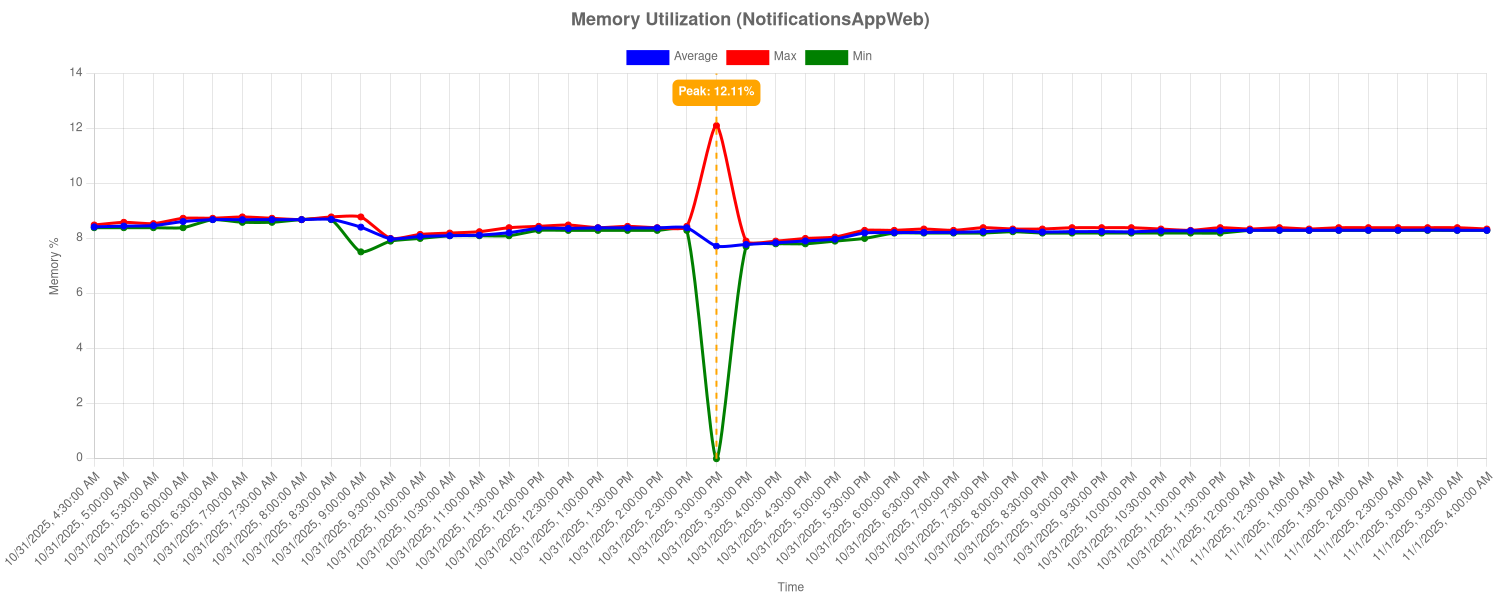 Memory Utilization (NotificationsAppWeb)
Average Max Min
Peak: 12.11%
14
12
10
8
6
4
2
0
Memory %
10/31/2025, 4:30:00 AM
10/31/2025, 5:00:00 AM
10/31/2025, 5:30:00 AM
10/31/2025, 6:00:00 AM
10/31/2025, 6:30:00 AM
10/31/2025, 7:00:00 AM
10/31/2025, 7:30:00 AM
10/31/2025, 8:00:00 AM
10/31/2025, 8:30:00 AM
10/31/2025, 9:00:00 AM
10/31/2025, 9:30:00 AM
10/31/2025, 10:00:00 AM
10/31/2025, 10:30:00 AM
10/31/2025, 11:00:00 AM
10/31/2025, 11:30:00 AM
10/31/2025, 12:00:00 PM
10/31/2025, 12:30:00 PM
10/31/2025, 1:00:00 PM
10/31/2025, 1:30:00 PM
10/31/2025, 2:00:00 PM
10/31/2025, 2:30:00 PM
10/31/2025, 3:00:00 PM
10/31/2025, 3:30:00 PM
10/31/2025, 4:00:00 PM
10/31/2025, 4:30:00 PM
10/31/2025, 5:00:00 PM
10/31/2025, 5:30:00 PM
10/31/2025, 6:00:00 PM
10/31/2025, 6:30:00 PM
10/31/2025, 7:00:00 PM
10/31/2025, 7:30:00 PM
10/31/2025, 8:00:00 PM
10/31/2025, 8:30:00 PM
10/31/2025, 9:00:00 PM
10/31/2025, 9:30:00 PM
10/31/2025, 10:00:00 PM
10/31/2025, 10:30:00 PM
10/31/2025, 11:00:00 PM
10/31/2025, 11:30:00 PM
11/1/2025, 12:00:00 AM
11/1/2025, 12:30:00 AM
11/1/2025, 1:00:00 AM
11/1/2025, 1:30:00 AM
11/1/2025, 2:00:00 AM
11/1/2025, 2:30:00 AM
11/1/2025, 3:00:00 AM
11/1/2025, 3:30:00 AM
11/1/2025, 4:00:00 AM
Time